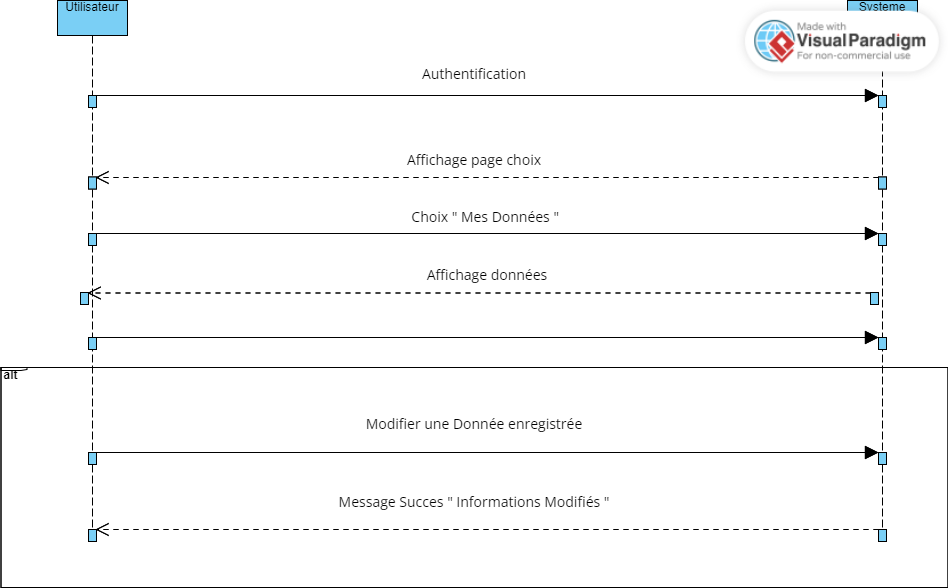 Utilisateur
Systeme
Made with
Visual Paradigm
For non-commercial use
Authentification
Affichage page choix
Choix " Mes Données "
Affichage données
alt
Modifier une Donnée enregistrée
Message Succes " Informations Modifiés "